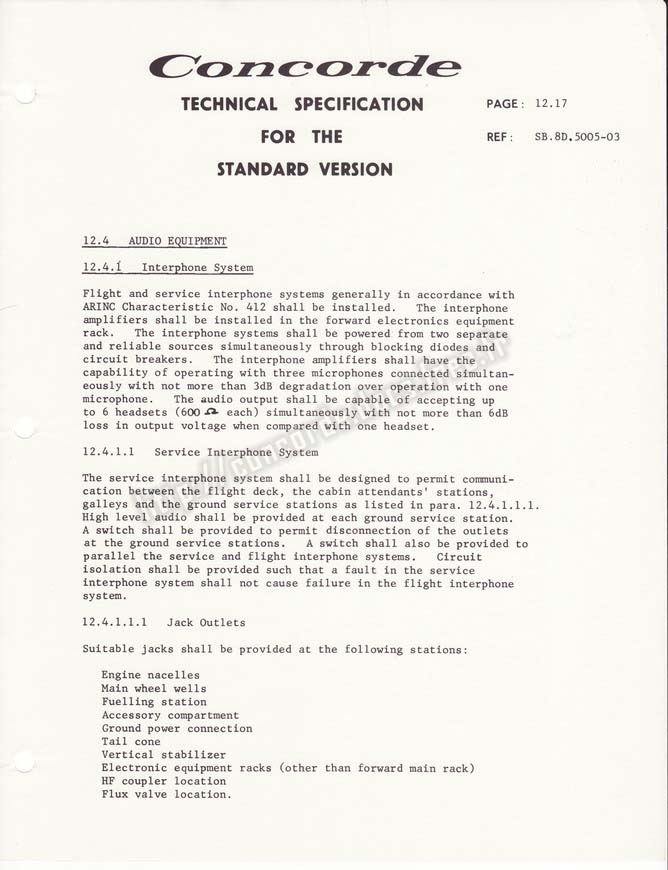 Concorde
TECHNICAL SPECIFICATION
FOR THE
STANDARD VERSION
PAGE: 12.17
REF: SB.8D.5005-03
12.4 AUDIO EQUIPMENT
12.4.1 Interphone System
Flight and service interphone systems generally in accordance with
ARINC Characteristic No. 412 shall be installed. The interphone
amplifiers shall be installed in the forward electronics equipment
rack. The interphone systems shall be powered from two separate
and reliable sources simultaneously through blocking diodes and
circuit breakers. The interphone amplifiers shall have the
capability of operating with three microphones connected simultan-
eously with not more than 3dB degradation over operation with one
microphone. The audio output shall be capable of accepting up
to 6 headsets (600 Ω each) simultaneously with not more than 6dB
loss in output voltage when compared with one headset.
12.4.1.1 Service Interphone System
The service interphone system shall be designed to permit communi-
cation between the flight deck, the cabin attendants' stations,
galleys and the ground service stations as listed in para. 12.4.1.1.1.
High level audio shall be provided at each ground service station.
A switch shall be provided to permit disconnection of the outlets
at the ground service stations. A switch shall also be provided to
parallel the service and flight interphone systems. Circuit
isolation shall be provided such that a fault in the service
interphone system shall not cause failure in the flight interphone
system.
12.4.1.1.1 Jack Outlets
Suitable jacks shall be provided at the following stations:
Engine nacelles
Main wheel wells
Fuelling station
Accessory compartment
Ground power connection
Tail cone
Vertical stabilizer
Electronic equipment racks (other than forward main rack)
HF coupler location
Flux valve location.